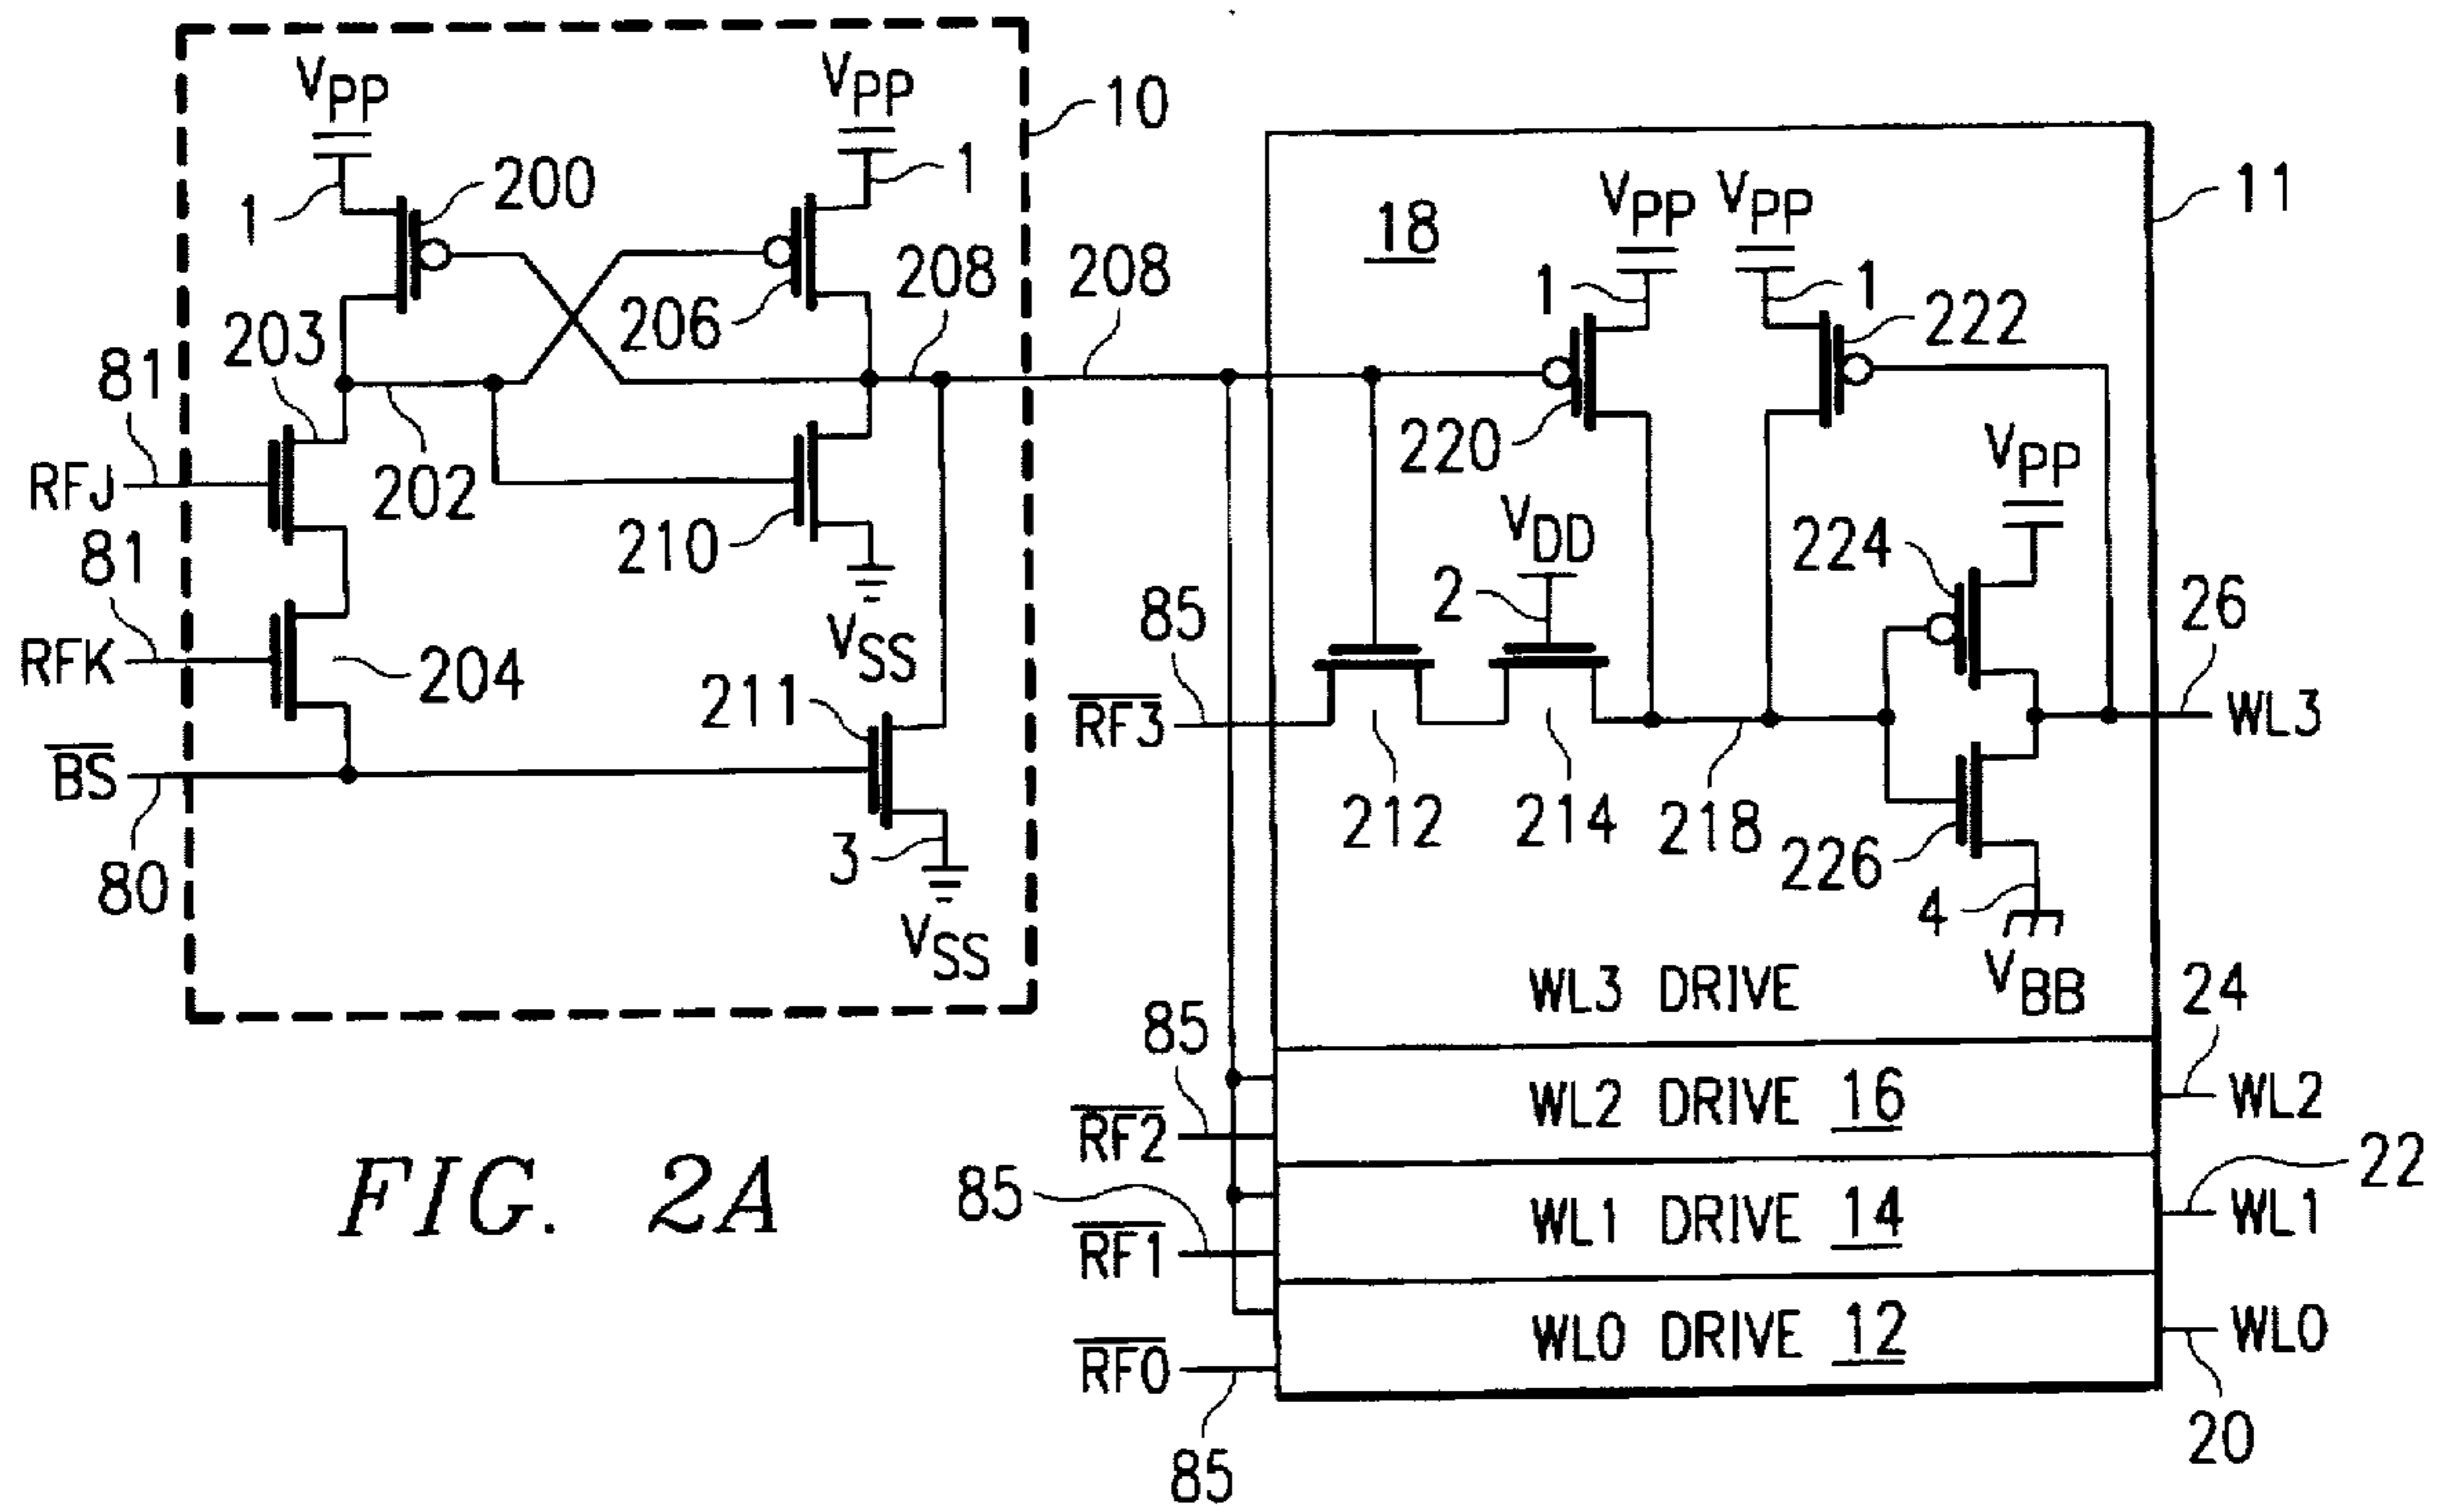 VPP
VPP
10
1
200
1
11
208
208
18
VPP
VPP
1
1
222
203
206
81
RFJ
202
220
VPP
210
VDD
224
81
RFK
204
VSS
2
85
26
211
RF3
WL3
BS
80
3
212
214
218
226
4
VSS
VBB
WL3 DRIVE
24
85
RF2
WL2 DRIVE 16
WL2
22
85
RF1
WL1 DRIVE 14
WL1
RF0
WL0 DRIVE 12
WL0
85
20
FIG. 2A